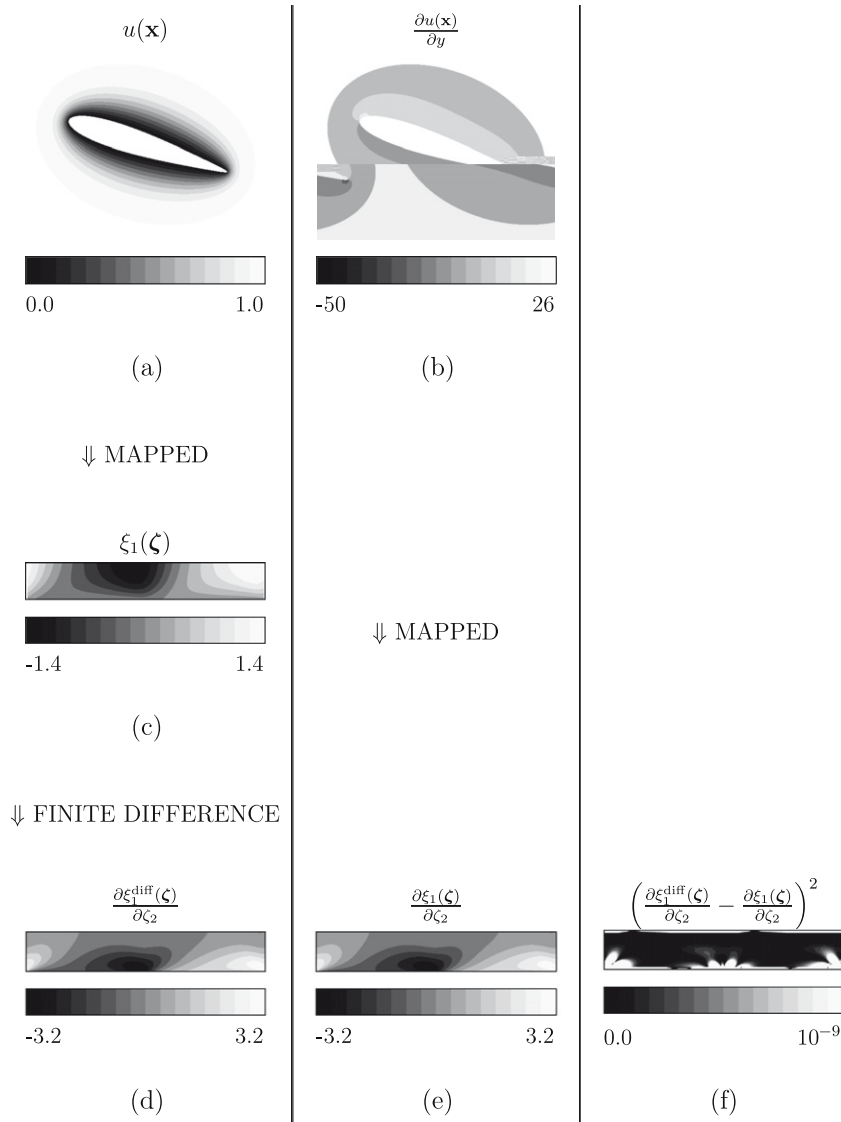 u(x)
0.0 1.0
(a)
⇓ MAPPED
ξ₁(ζ)
-1.4 1.4
(c)
⇓ FINITE DIFFERENCE
∂ξ₁^diff(ζ)/∂ζ₂
-3.2 3.2
(d)
∂u(x)/∂y
-50 26
(b)
⇓ MAPPED
∂ξ₁(ζ)/∂ζ₂
-3.2 3.2
(e)
(∂ξ₁^diff(ζ)/∂ζ₂ − ∂ξ₁(ζ)/∂ζ₂)²
0.0 10⁻⁹
(f)